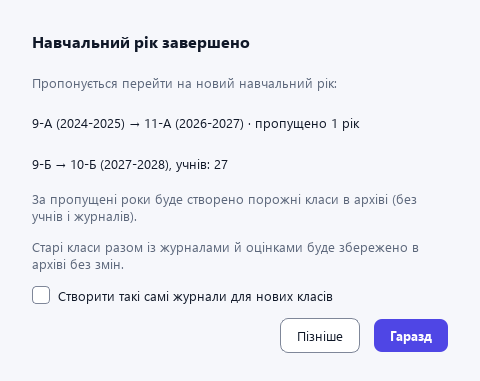 Навчальний рік завершено
Пропонується перейти на новий навчальний рік:
9-А (2024-2025) → 11-А (2026-2027) · пропущено 1 рік
9-Б → 10-Б (2027-2028), учнів: 27
За пропущені роки буде створено порожні класи в архіві (без
учнів і журналів).
Старі класи разом із журналами й оцінками буде збережено в
архіві без змін.
Створити такі самі журнали для нових класів
Пізніше
Гаразд